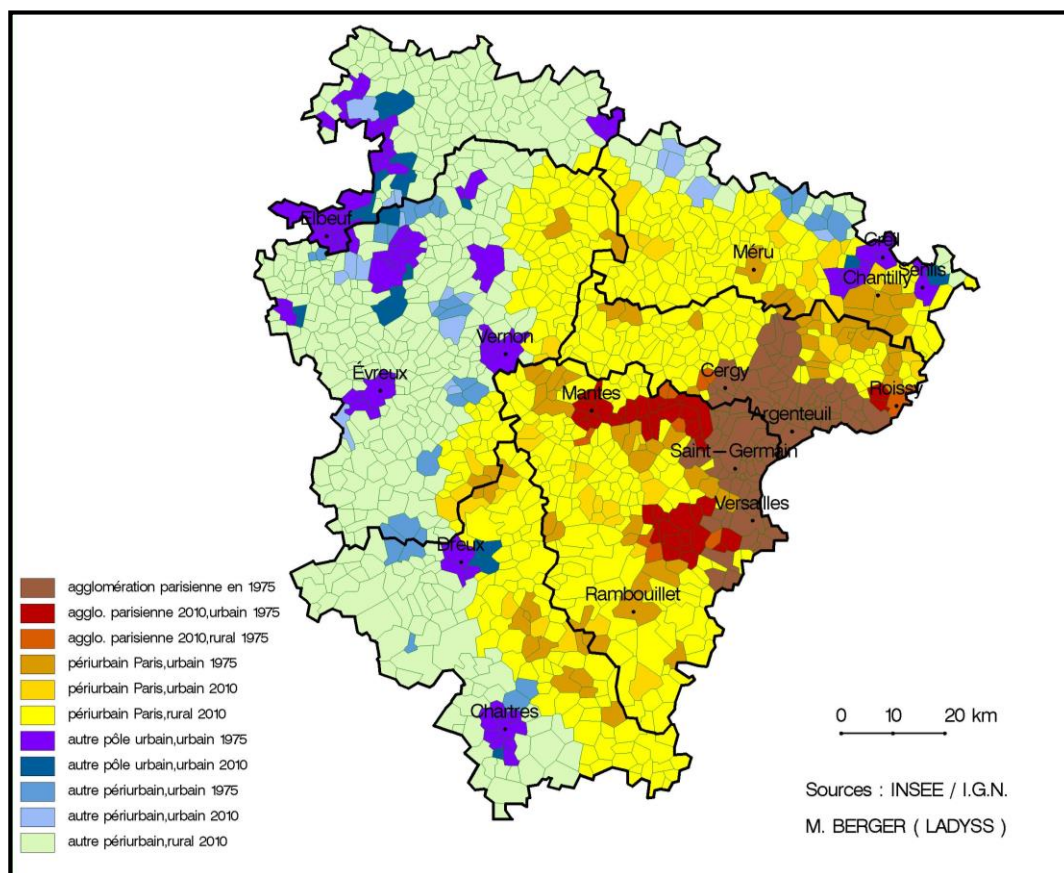 Elbeuf
Méru
Creil
Chantilly
Senlis
Vernon
Cergy
Évreux
Mantes
Roissy
Argenteuil
Saint-Germain
Versailles
Dreux
Rambouillet
Chartres
agglomération parisienne en 1975
agglo. parisienne 2010,urbain 1975
agglo. parisienne 2010,rural 1975
périurbain Paris,urbain 1975
périurbain Paris,urbain 2010
périurbain Paris,rural 2010
autre pôle urbain,urbain 1975
autre pôle urbain,urbain 2010
autre périurbain,urbain 1975
autre périurbain,urbain 2010
autre périurbain,rural 2010
0 10 20 km
Sources : INSEE / I.G.N.
M. BERGER ( LADYSS )